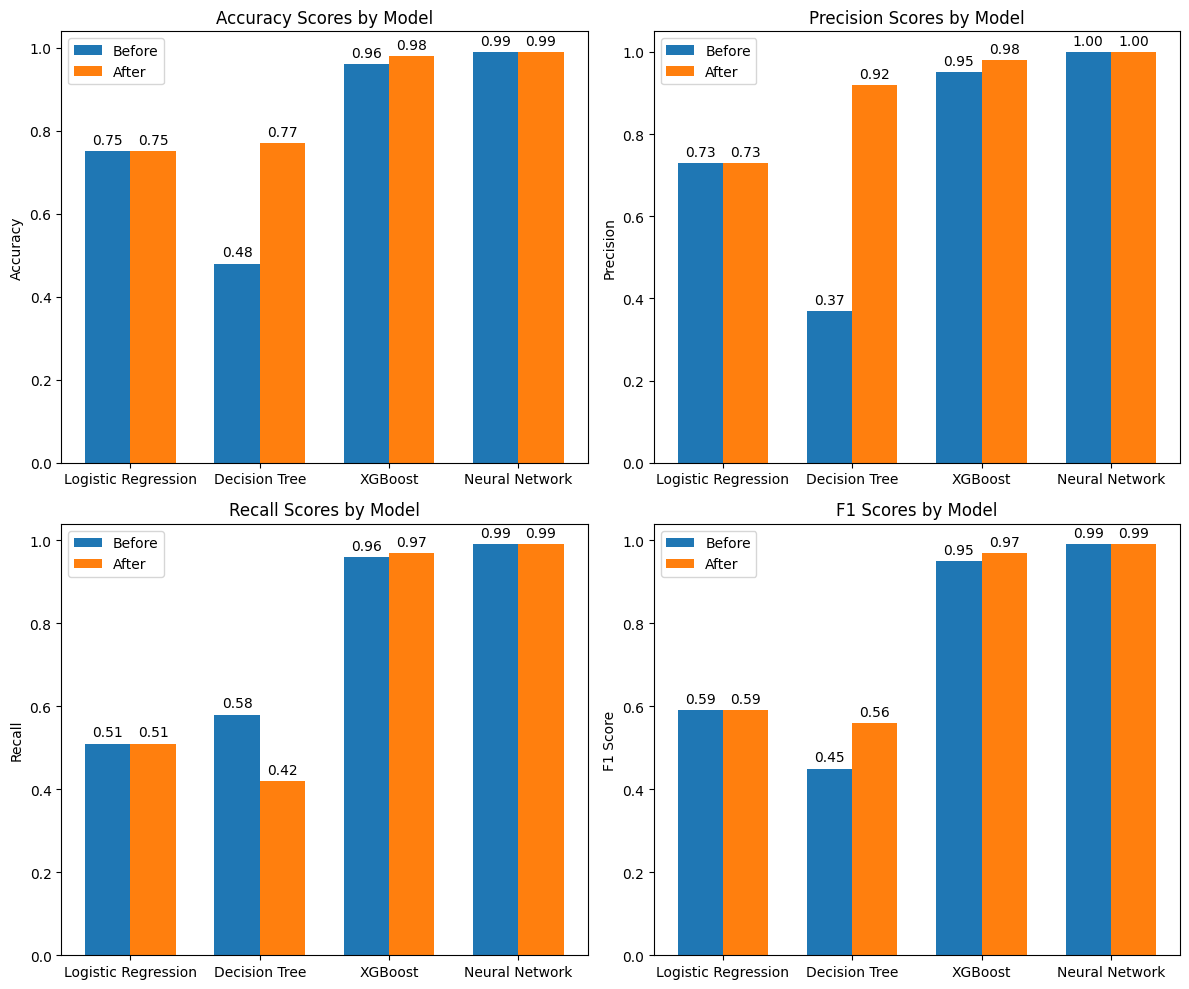 Accuracy Scores by Model
Before
After
Accuracy
1.0
0.8
0.6
0.4
0.2
0.0
0.75 0.75 0.48 0.77 0.96 0.98 0.99 0.99
Logistic Regression Decision Tree XGBoost Neural Network
Precision Scores by Model
Before
After
Precision
1.0
0.8
0.6
0.4
0.2
0.0
0.73 0.73 0.37 0.92 0.95 0.98 1.00 1.00
Logistic Regression Decision Tree XGBoost Neural Network
Recall Scores by Model
Before
After
Recall
1.0
0.8
0.6
0.4
0.2
0.0
0.51 0.51 0.58 0.42 0.96 0.97 0.99 0.99
Logistic Regression Decision Tree XGBoost Neural Network
F1 Scores by Model
Before
After
F1 Score
1.0
0.8
0.6
0.4
0.2
0.0
0.59 0.59 0.45 0.56 0.95 0.97 0.99 0.99
Logistic Regression Decision Tree XGBoost Neural Network